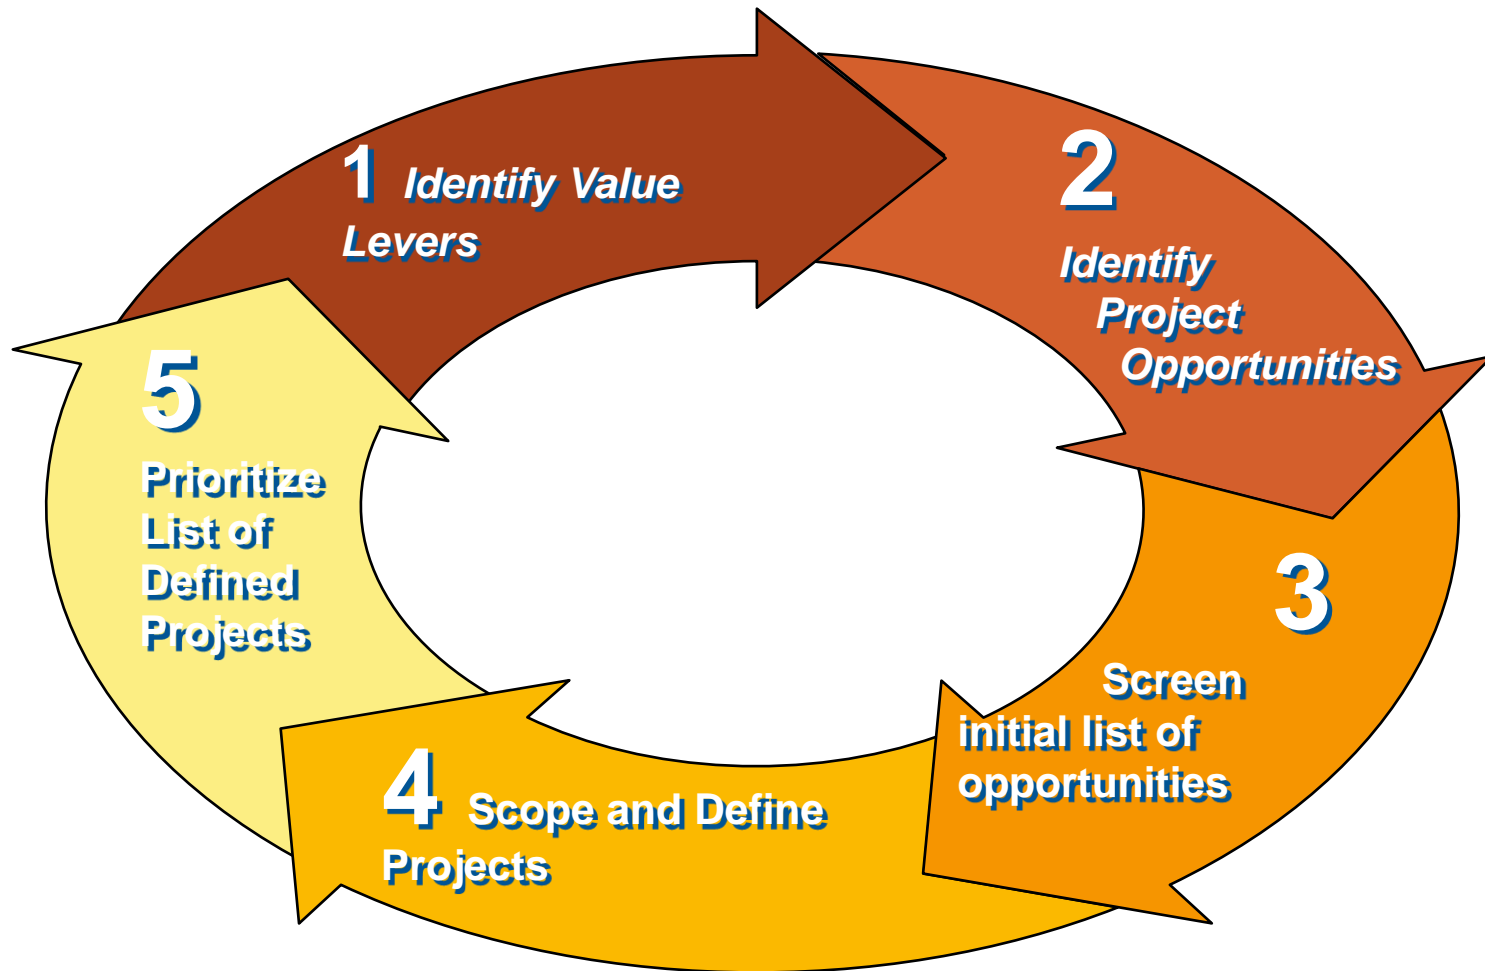 1 Identify Value
Levers
2
Identify
Project
Opportunities
3
Screen
initial list of
opportunities
4 Scope and Define
Projects
5
Prioritize
List of
Defined
Projects